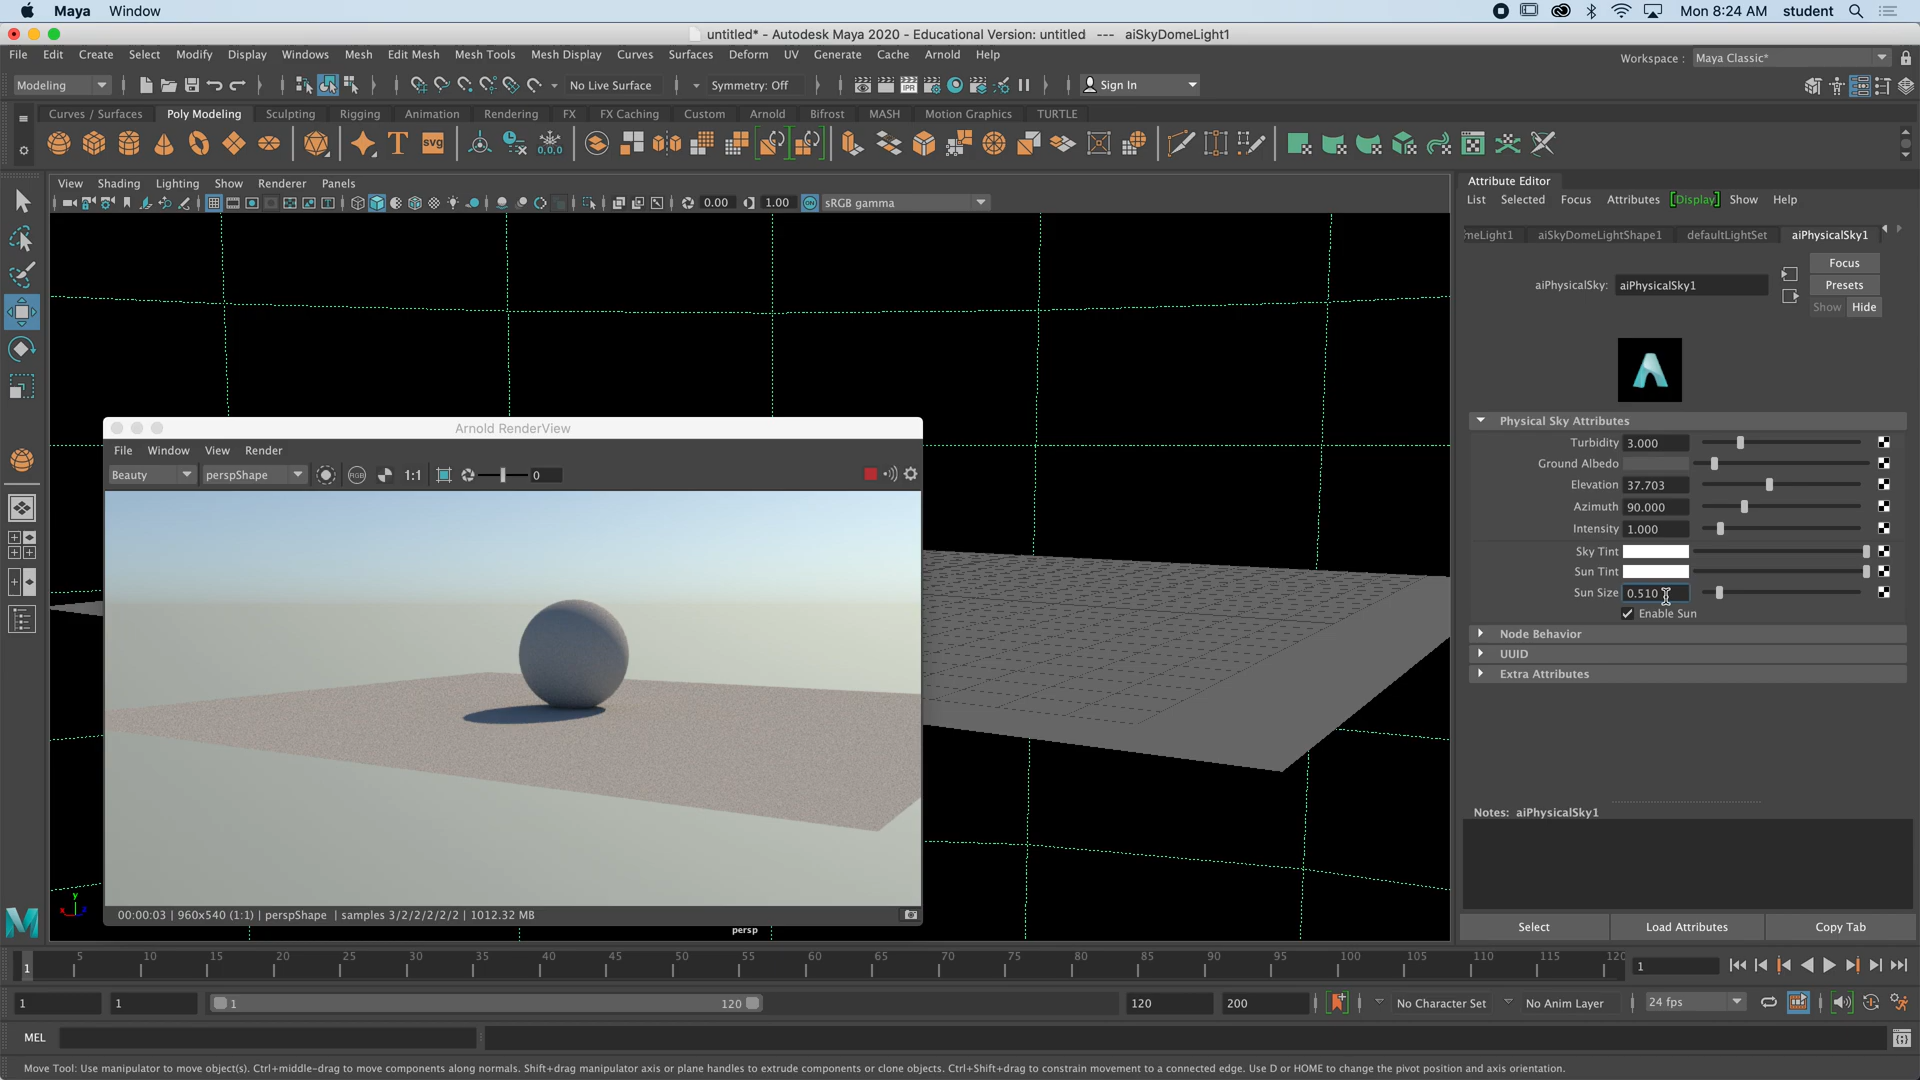 Maya Window Mon 8:24 AM student
untitled* - Autodesk Maya 2020 - Educational Version: untitled --- aiSkyDomeLight1
File Edit Create Select Modify Display Windows Mesh Edit Mesh Mesh Tools Mesh Display Curves Surfaces Deform UV Generate Cache Arnold Help Workspace : Maya Classic*
Modeling No Live Surface Symmetry: Off IPR Sign In
Curves / Surfaces Poly Modeling Sculpting Rigging Animation Rendering FX FX Caching Custom Arnold Bifrost MASH Motion Graphics TURTLE
T SVG 0,0,0
View Shading Lighting Show Renderer Panels
0.00 1.00 ON sRGB gamma
Attribute Editor
List Selected Focus Attributes Display Show Help
meLight1 aiSkyDomeLightShape1 defaultLightSet aiPhysicalSky1
Focus
aiPhysicalSky: aiPhysicalSky1 Presets
Show Hide
Physical Sky Attributes
Turbidity 3.000
Ground Albedo
Elevation 37.703
Azimuth 90.000
Intensity 1.000
Sky Tint
Sun Tint
Sun Size 0.510
Enable Sun
Node Behavior
UUID
Extra Attributes
Notes: aiPhysicalSky1
Select Load Attributes Copy Tab
Arnold RenderView
File Window View Render
Beauty perspShape RGB 1:1 0
00:00:03 | 960x540 (1:1) | perspShape | samples 3/2/2/2/2/2 | 1012.32 MB
y
persp
1 5 10 15 20 25 30 35 40 45 50 55 60 65 70 75 80 85 90 95 100 105 110 115 120 1
1 1 1 120 120 200 No Character Set No Anim Layer 24 fps
MEL
Move Tool: Use manipulator to move object(s). Ctrl+middle-drag to move components along normals. Shift+drag manipulator axis or plane handles to extrude components or clone objects. Ctrl+Shift+drag to constrain movement to a connected edge. Use D or HOME to change the pivot position and axis orientation.